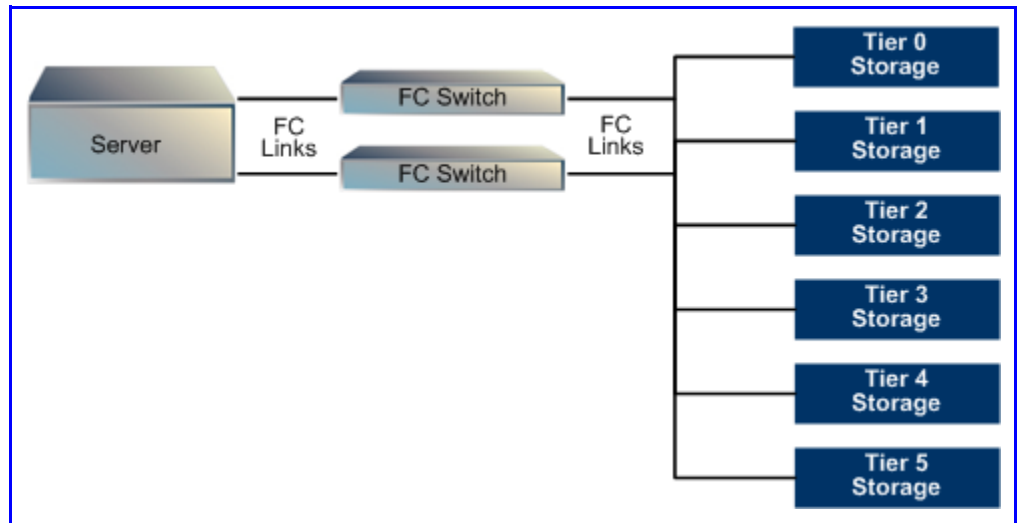 Server
FC
Links
FC Switch
FC Switch
FC
Links
Tier 0
Storage
Tier 1
Storage
Tier 2
Storage
Tier 3
Storage
Tier 4
Storage
Tier 5
Storage